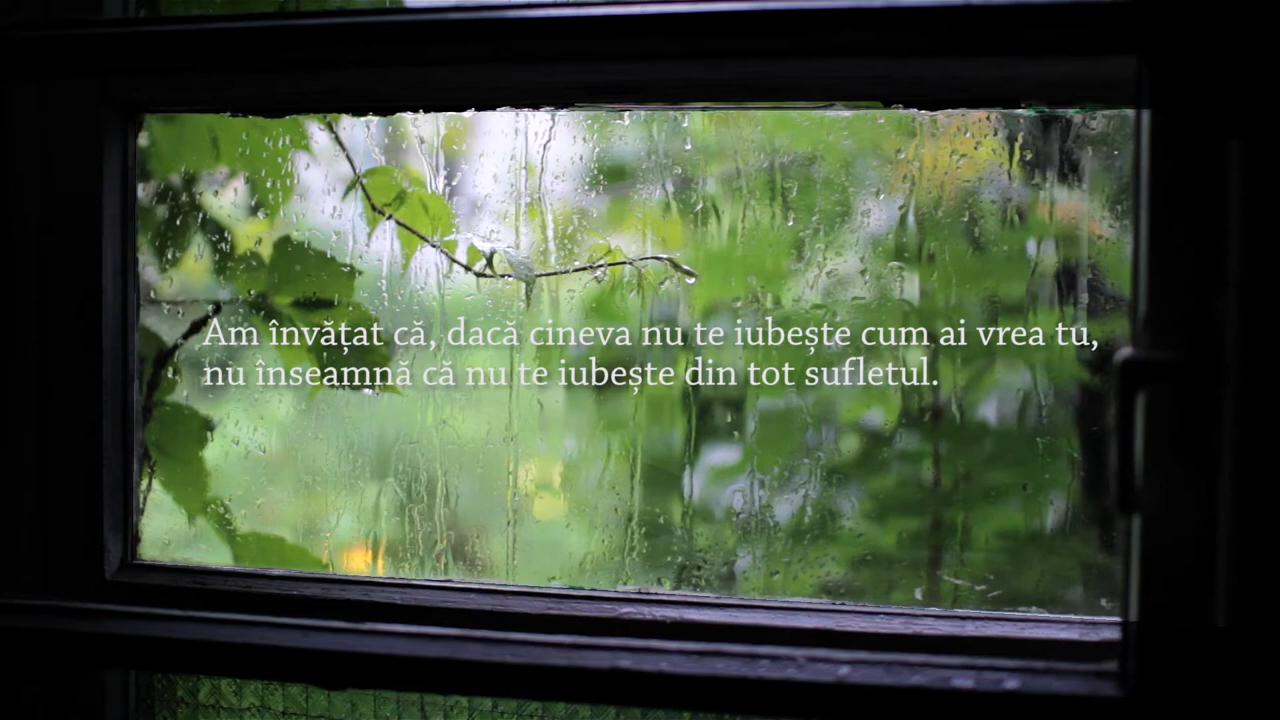 Am învățat că, dacă cineva nu te iubește cum ai vrea tu,
nu înseamnă că nu te iubește din tot sufletul.